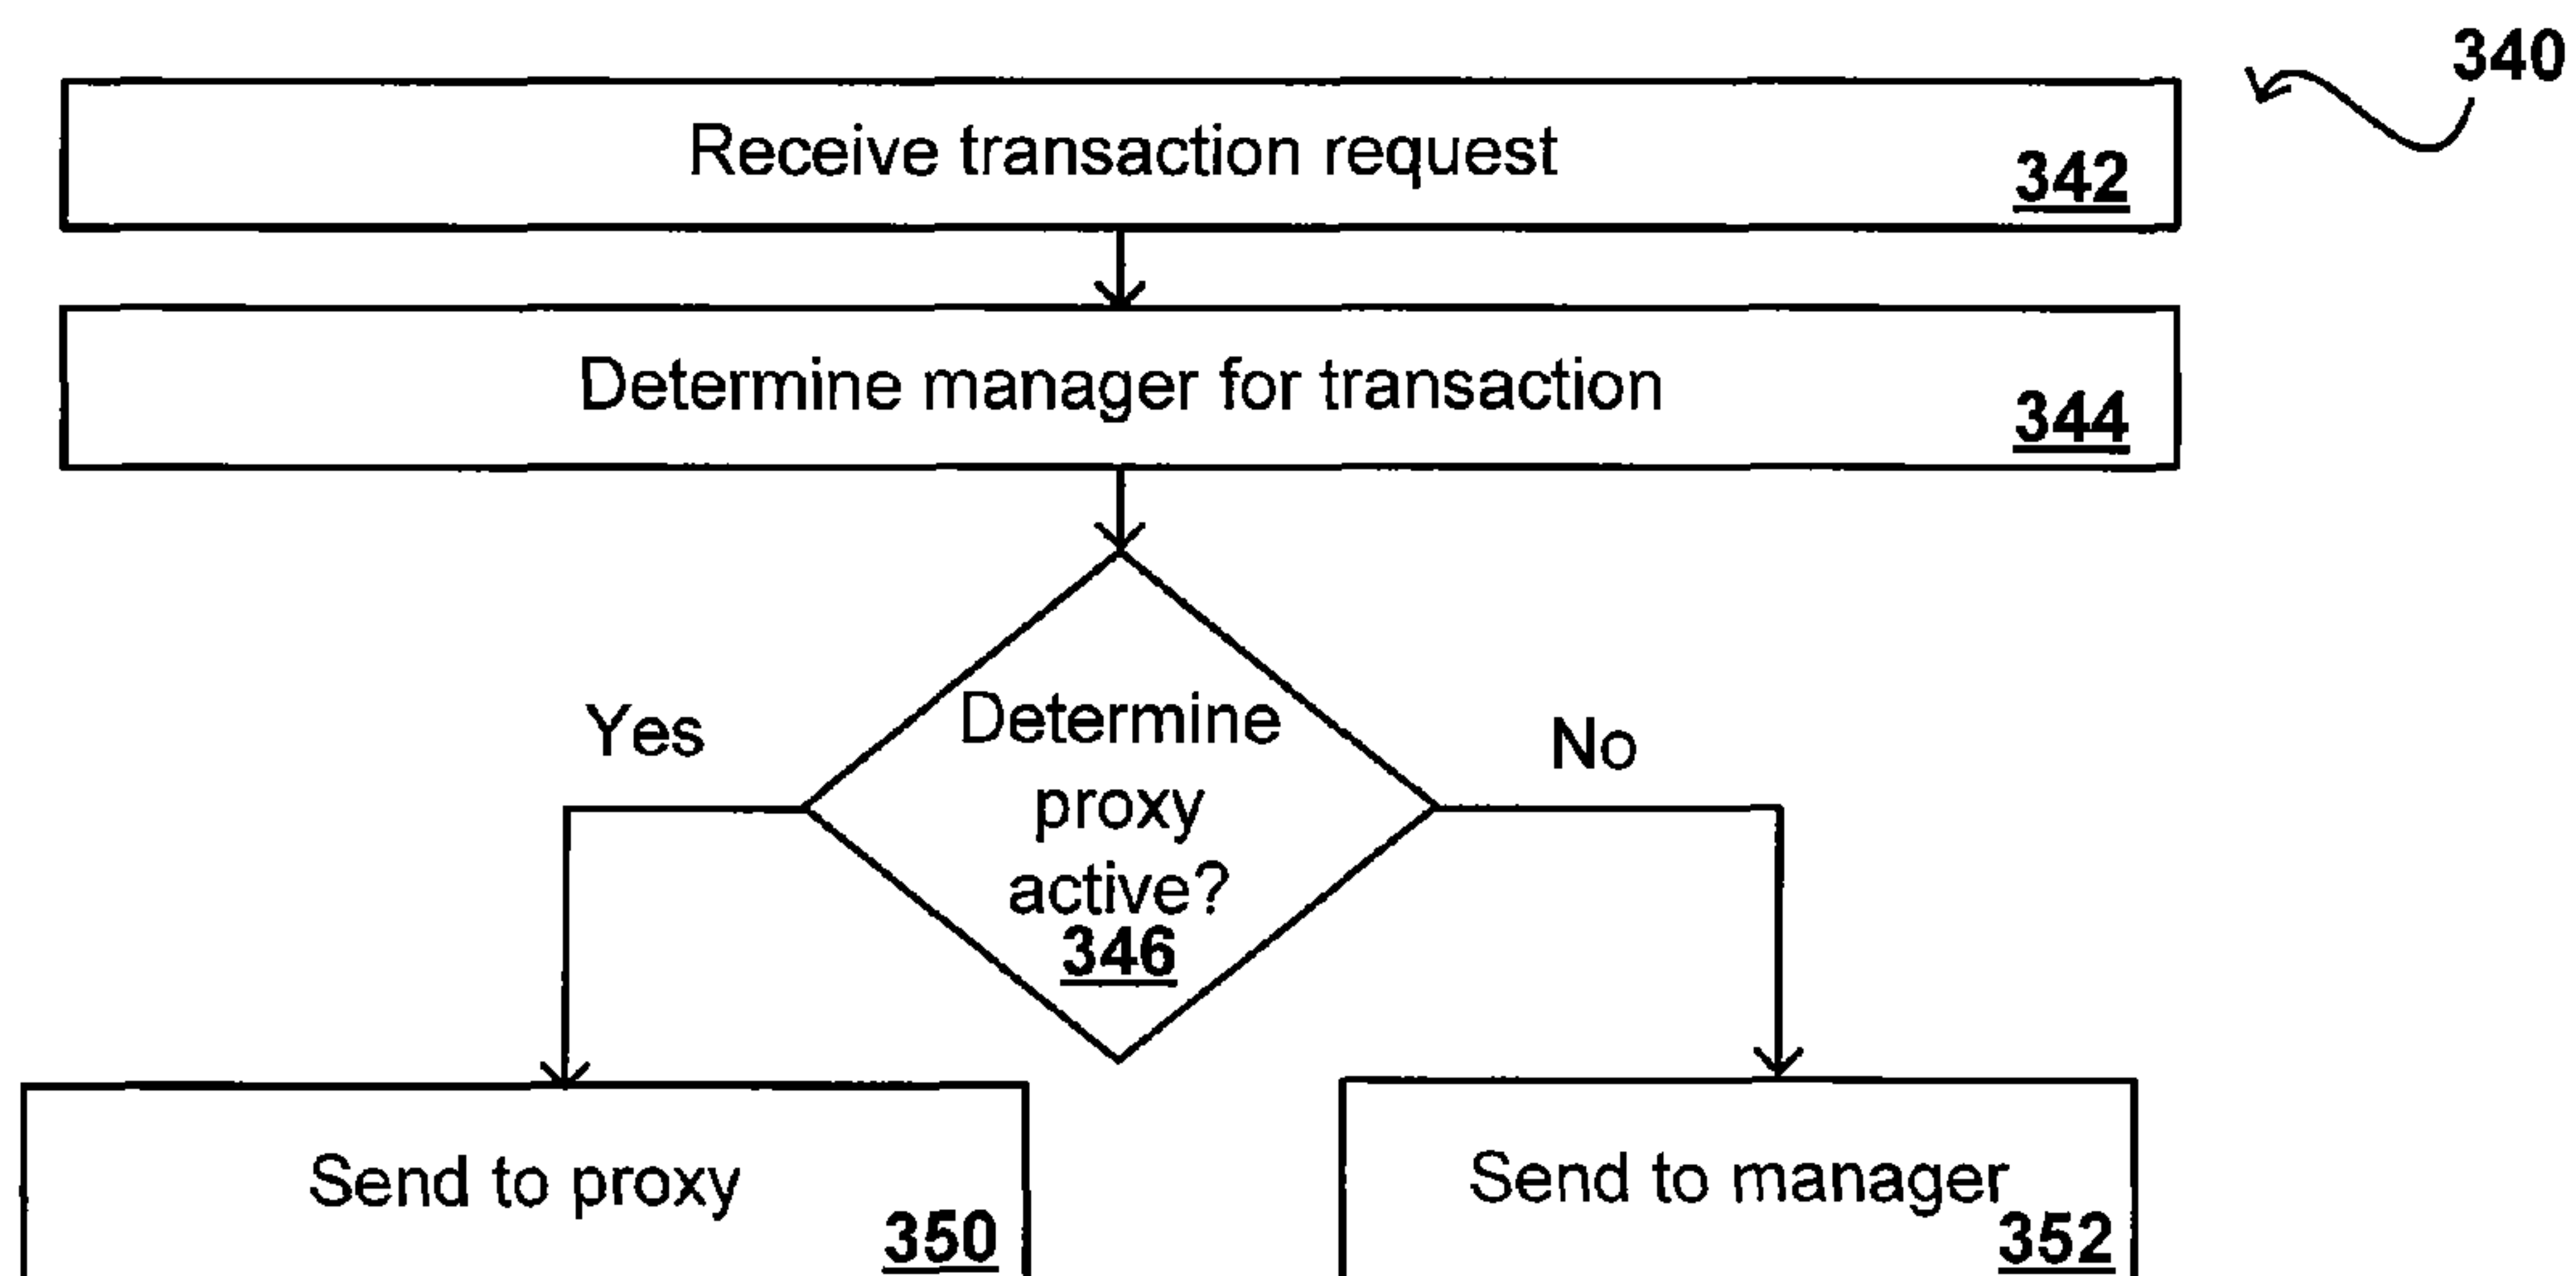 340
Receive transaction request
342
Determine manager for transaction
344
Yes
Determine
proxy
active?
346
No
Send to proxy
350
Send to manager
352